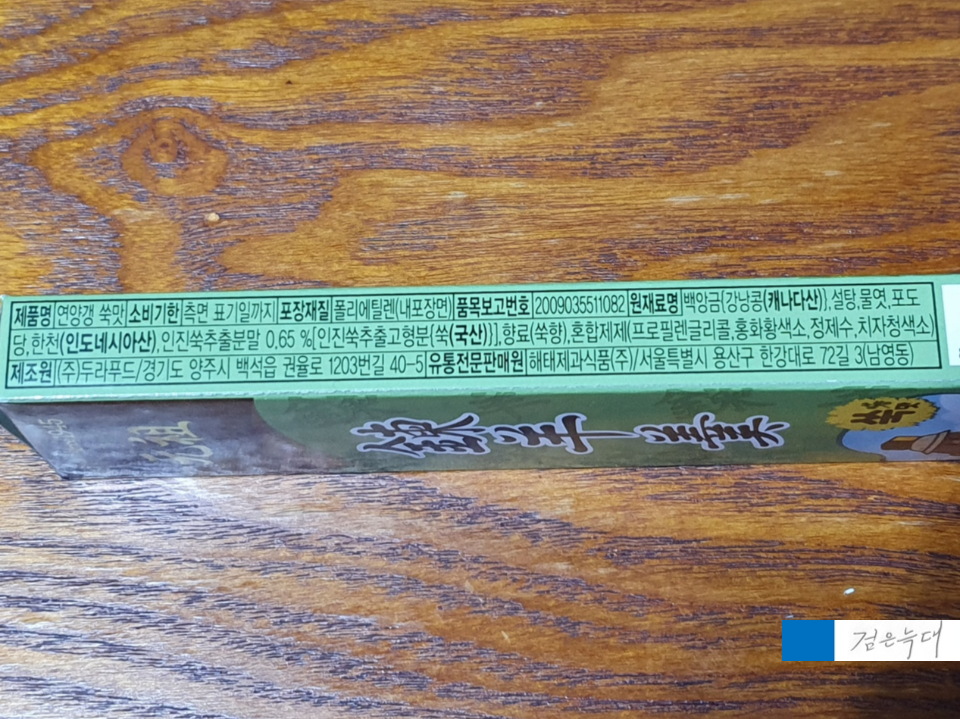 제품명 연양갱 쑥맛 소비기한 측면 표기일까지 포장재질 폴리에틸렌(내포장면) 품목보고번호 2009035511082 원재료명 백앙금{강낭콩(캐나다산)},설탕,물엿,포도
당,한천(인도네시아산),인진쑥추출분말 0.65 %[인진쑥추출고형분{쑥(국산)}],향료(쑥향),혼합제제(프로필렌글리콜,홍화황색소,정제수,치자청색소)
제조원 (주)두라푸드/경기도 양주시 백석읍 권율로 1203번길 40-5 유통전문판매원 해태제과식품(주)/서울특별시 용산구 한강대로 72길 3(남영동)
元祖 鍊羊羹
쑥
검은늑대